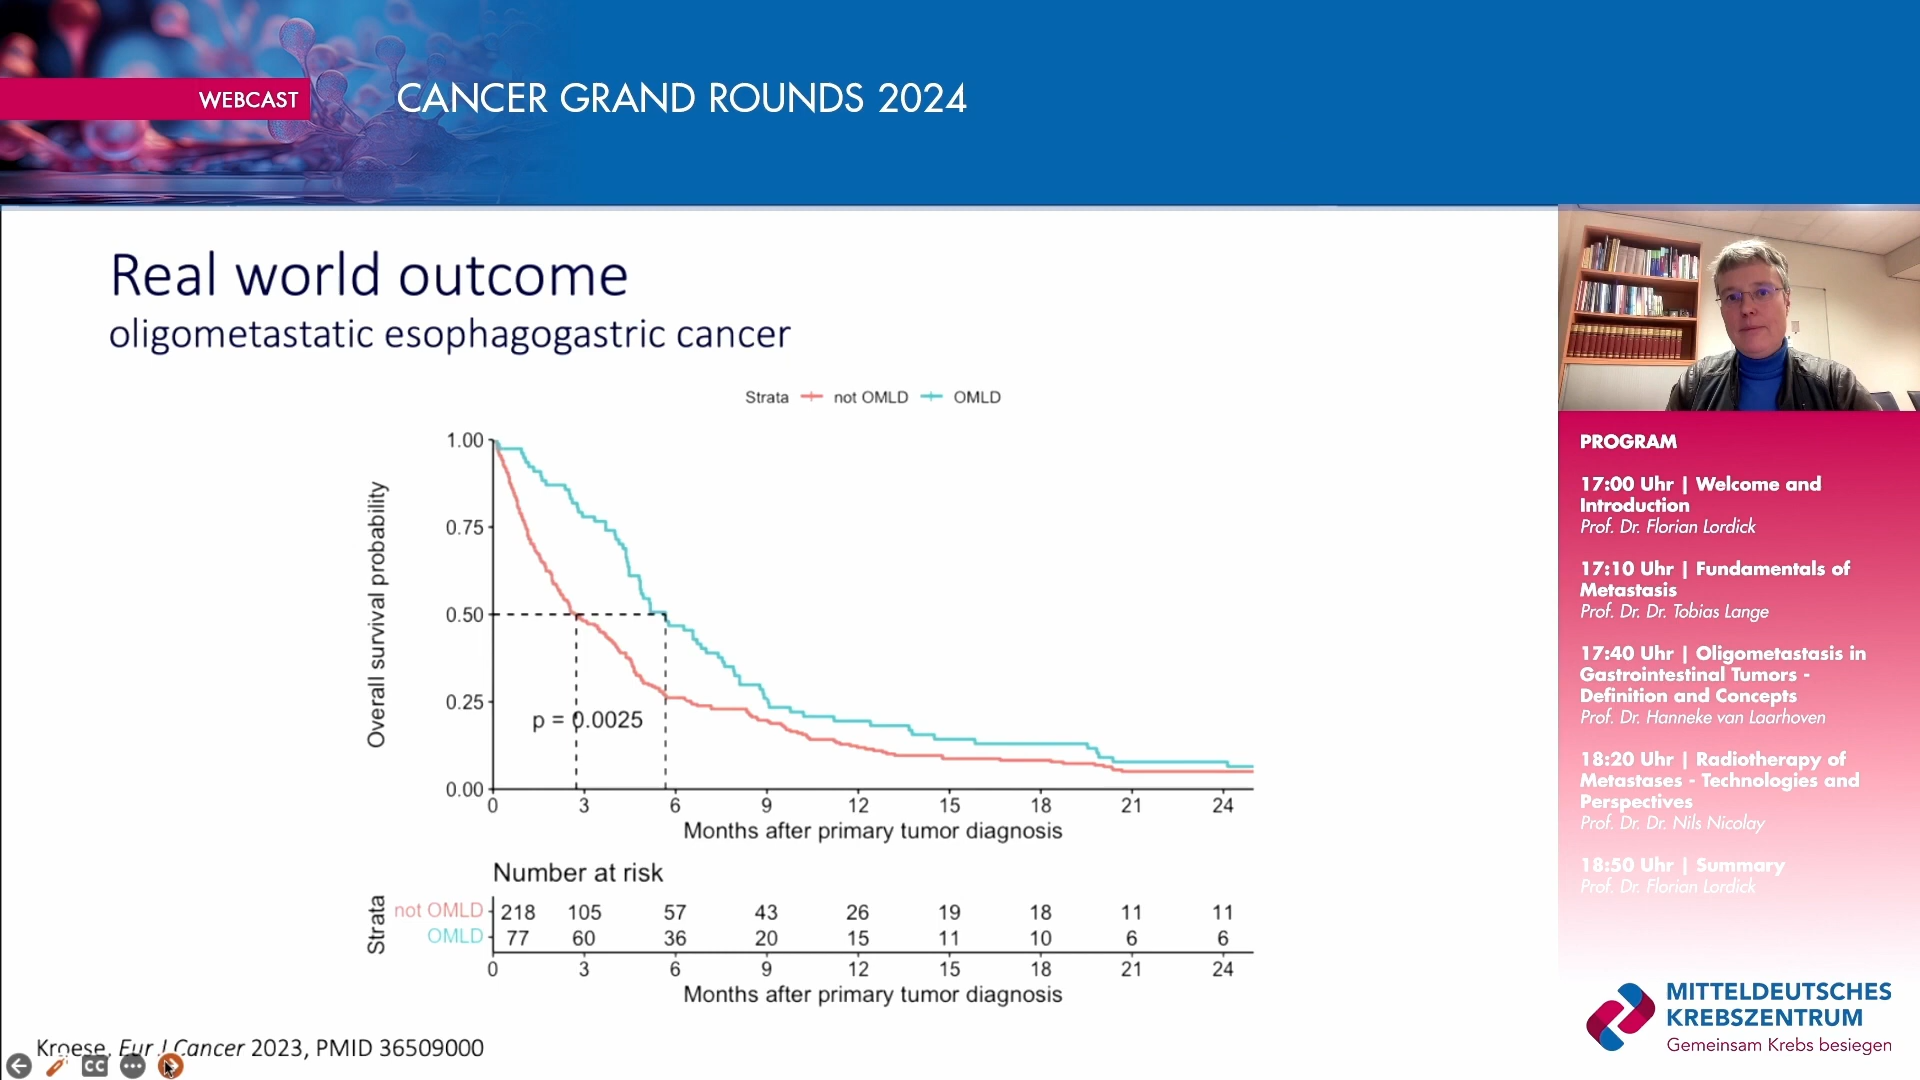 WEBCAST
CANCER GRAND ROUNDS 2024
Real world outcome
oligometastatic esophagogastric cancer
Strata not OMLD OMLD
Overall survival probability
1.00
0.75
0.50
0.25
0.00
p = 0.0025
0 3 6 9 12 15 18 21 24
Months after primary tumor diagnosis
Number at risk
Strata
not OMLD 218 105 57 43 26 19 18 11 11
OMLD 77 60 36 20 15 11 10 6 6
0 3 6 9 12 15 18 21 24
Months after primary tumor diagnosis
Kroese, Eur J Cancer 2023, PMID 36509000
CC
PROGRAM
17:00 Uhr | Welcome and
Introduction
Prof. Dr. Florian Lordick
17:10 Uhr | Fundamentals of
Metastasis
Prof. Dr. Dr. Tobias Lange
17:40 Uhr | Oligometastasis in
Gastrointestinal Tumors -
Definition and Concepts
Prof. Dr. Hanneke van Laarhoven
18:20 Uhr | Radiotherapy of
Metastases - Technologies and
Perspectives
Prof. Dr. Dr. Nils Nicolay
18:50 Uhr | Summary
Prof. Dr. Florian Lordick
MITTELDEUTSCHES
KREBSZENTRUM
Gemeinsam Krebs besiegen